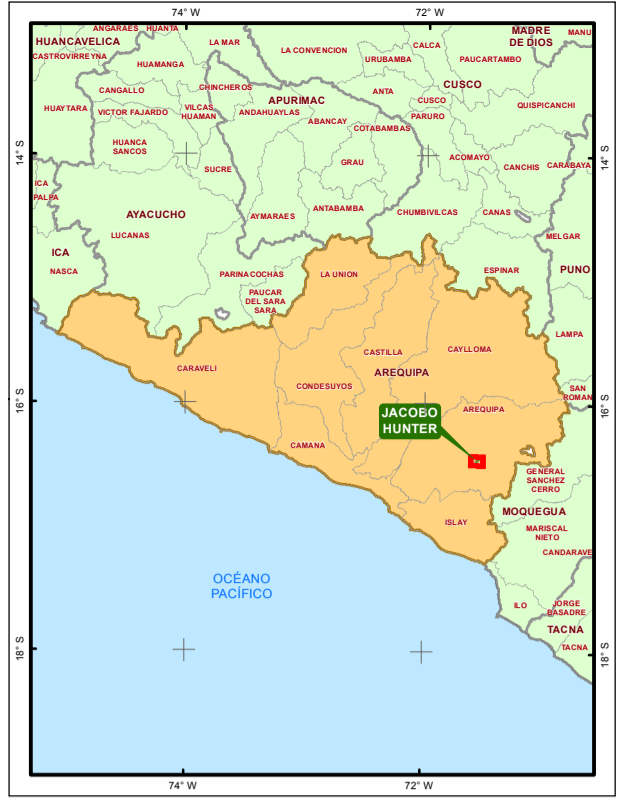 74° W
72° W
ANGARAES
HUANTA
MADRE
DE DIOS
MANU
HUANCAVELICA
LA MAR
LA CONVENCION
CALCA
CASTROVIRREYNA
HUAMANGA
URUBAMBA
PAUCARTAMBO
CANGALLO
CHINCHEROS
ANTA
CUSCO
HUAYTARA
VICTOR FAJARDO
VILCAS
HUAMAN
APURIMAC
ANDAHUAYLAS
ABANCAY
CUSCO
PARURO
QUISPICANCHI
COTABAMBAS
14° S
HUANCA
SANCOS
SUCRE
GRAU
ACOMAYO
CANCHIS
CARABAYA
14° S
ICA
PALPA
AYACUCHO
LUCANAS
AYMARAES
ANTABAMBA
CHUMBIVILCAS
CANAS
MELGAR
ICA
NASCA
PARINACOCHAS
LA UNION
ESPINAR
PUNO
PAUCAR
DEL SARA
SARA
LAMPA
CARAVELI
CASTILLA
CAYLLOMA
CONDESUYOS
AREQUIPA
SAN
ROMAN
16° S
AREQUIPA
16° S
JACOBO
HUNTER
CAMANA
GENERAL
SANCHEZ
CERRO
ISLAY
MOQUEGUA
MARISCAL
NIETO
CANDARAVE
OCÉANO
PACÍFICO
ILO
JORGE
BASADRE
TACNA
TACNA
18° S
18° S
74° W
72° W